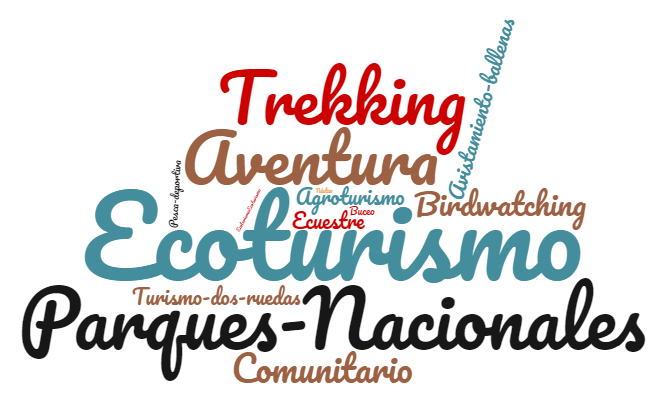 Avistamiento-ballenas
Trekking
Aventura
Pesca-deportiva
Agroturismo
Birdwatching
Buceo
Ecuestre
Ecoturismo
Turismo-dos-ruedas
Parques-Nacionales
Comunitario